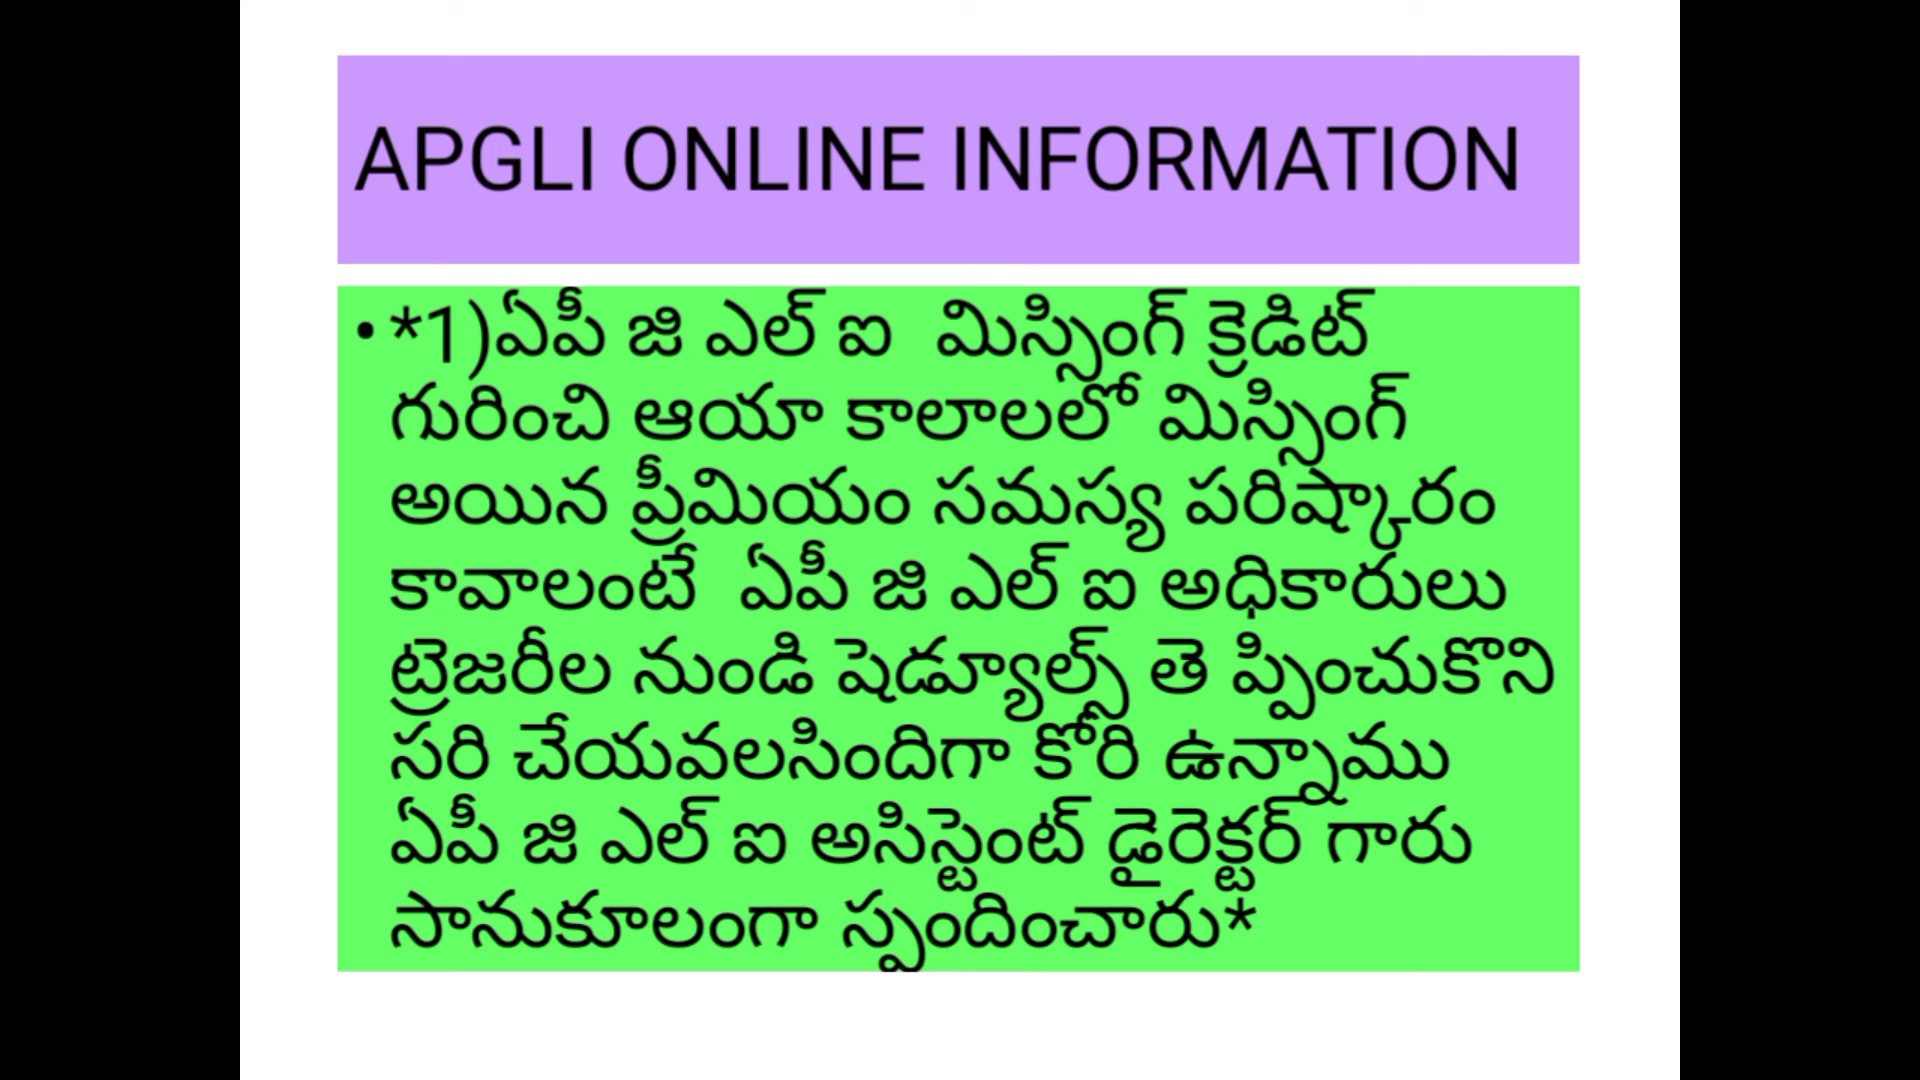 APGLI ONLINE INFORMATION
• *1)ఏపీ జి ఎల్ ఐ  మిస్సింగ్ క్రెడిట్
గురించి ఆయా కాలాలలో మిస్సింగ్
అయిన ప్రీమియం సమస్య పరిష్కారం
కావాలంటే  ఏపీ జి ఎల్ ఐ అధికారులు
ట్రెజరీల నుండి షెడ్యూల్స్ తె ప్పించుకొని
సరి చేయవలసిందిగా కోరి ఉన్నాము
ఏపీ జి ఎల్ ఐ అసిస్టెంట్ డైరెక్టర్ గారు
సానుకూలంగా స్పందించారు*